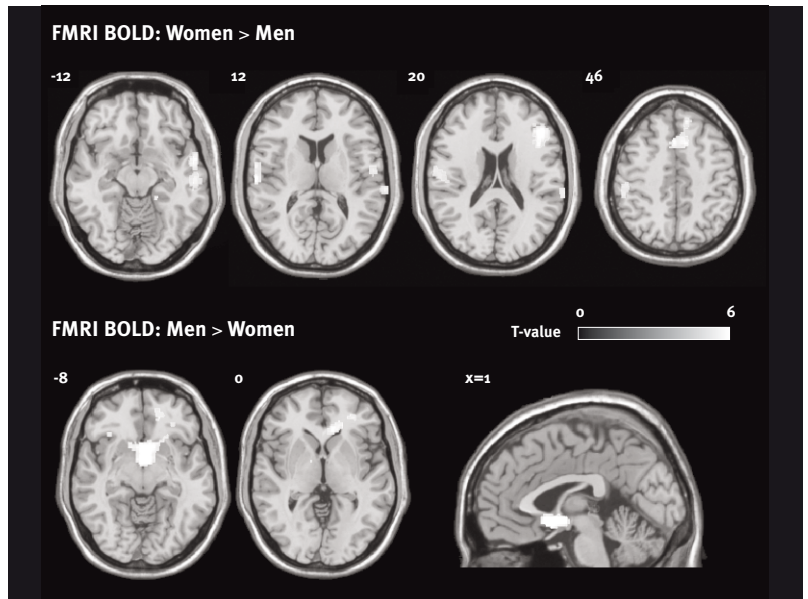 FMRI BOLD: Women > Men
-12 12 20 46
FMRI BOLD: Men > Women
0 6
T-value
-8 0 x=1